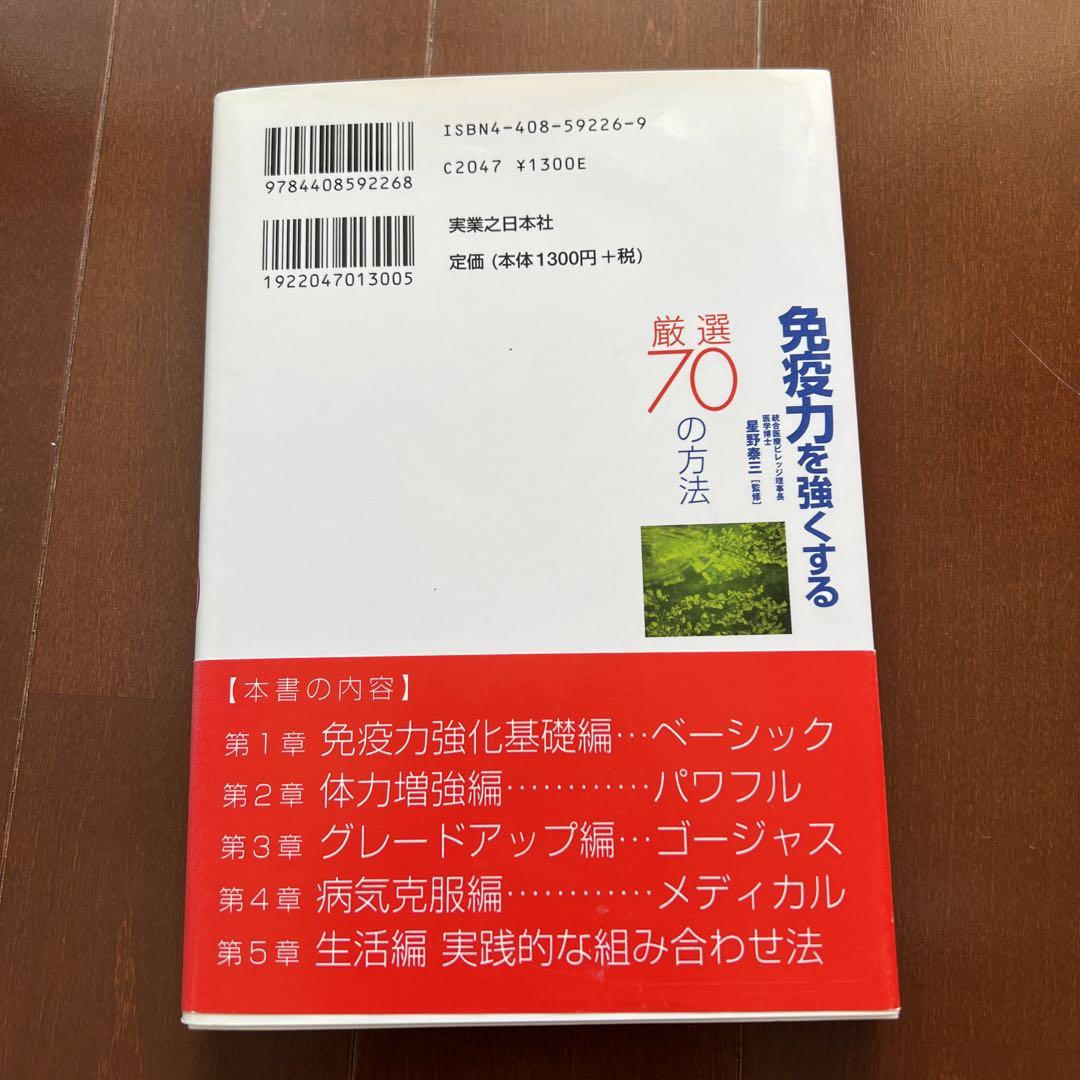 ISBN4-408-59226-9
C2047 ¥1300E
9784408592268
1922047013005
実業之日本社
定価 (本体1300円+税)
免疫力を強くする
統合医療ビレッジ理事長
医学博士
星野泰三 [監修]
厳選
70
の方法
【本書の内容】
第1章 免疫力強化基礎編…ベーシック
第2章 体力増強編…………パワフル
第3章 グレードアップ編…ゴージャス
第4章 病気克服編…………メディカル
第5章 生活編 実践的な組み合わせ法